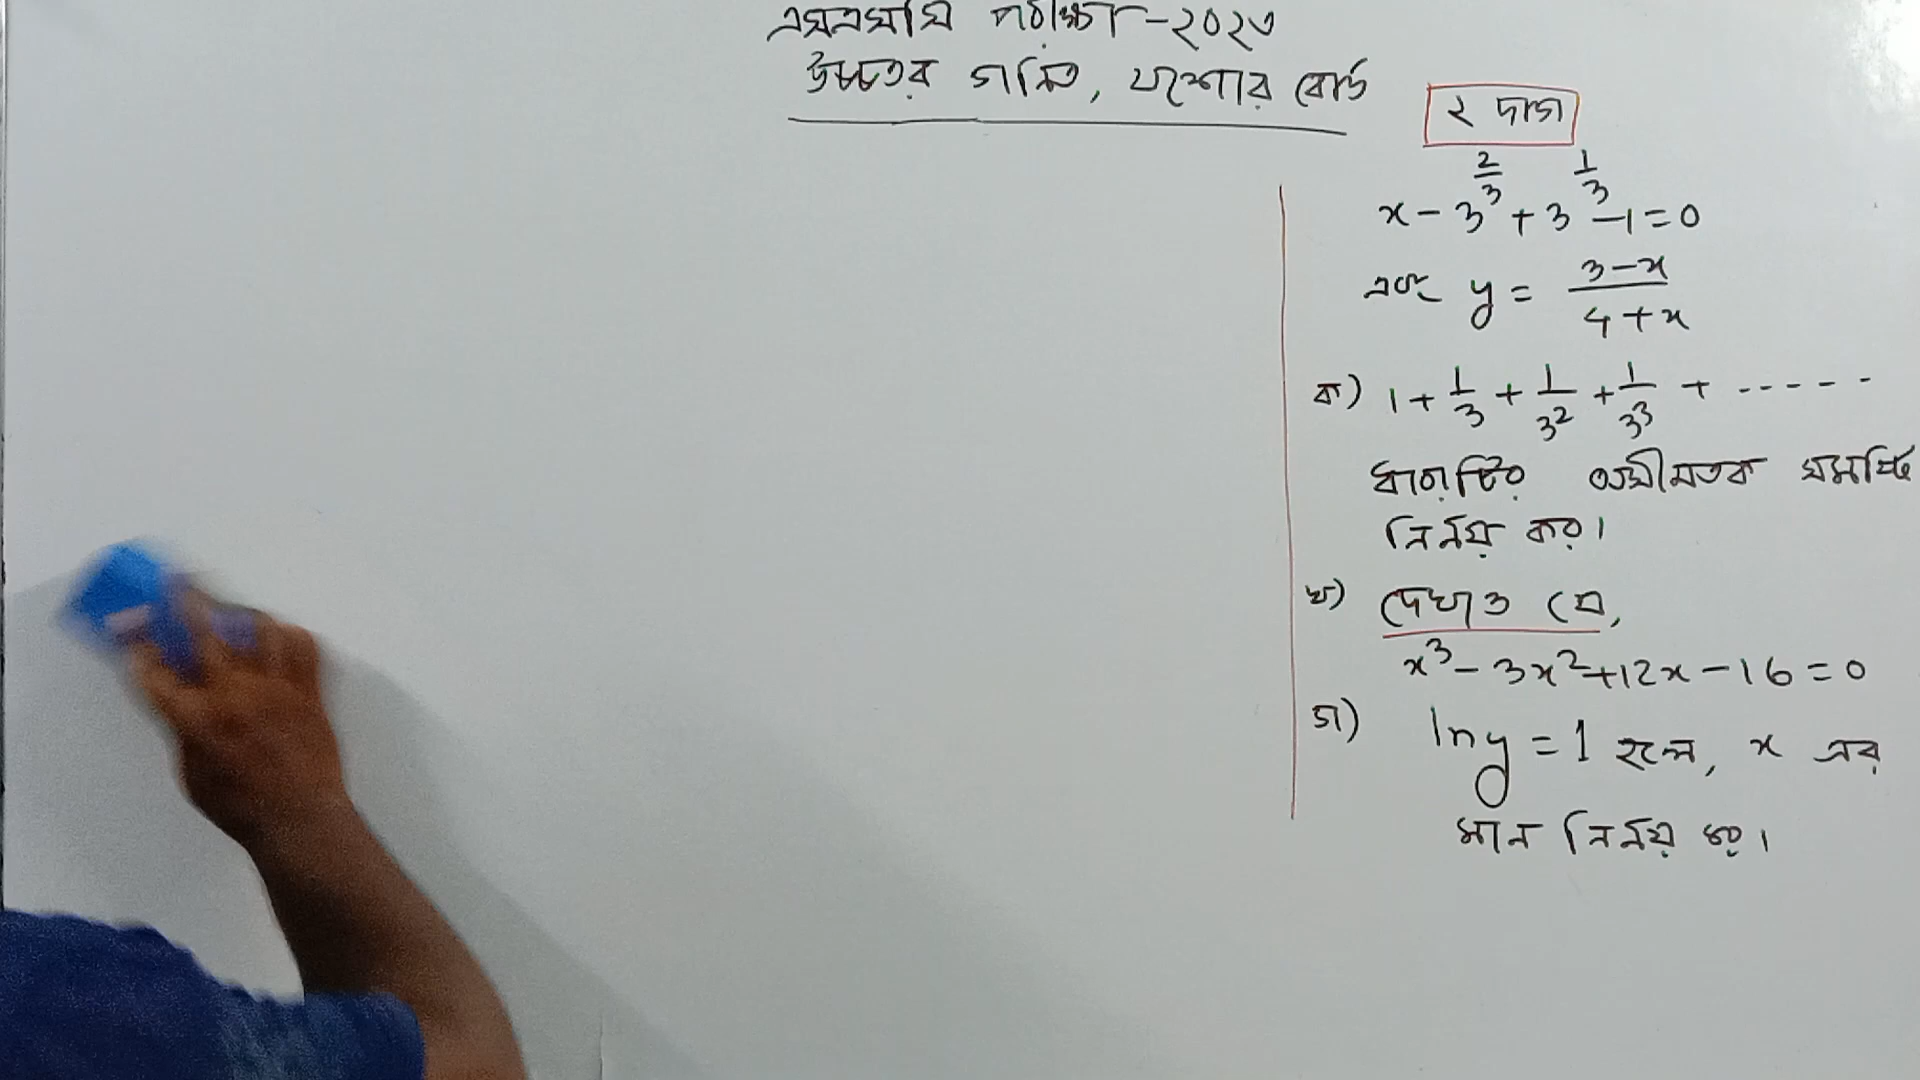 এসএসসি পরীক্ষা-২০২৩
উচ্চতর গণিত, যশোর বোর্ড
২ দাগ
x - 3^(2/3) + 3^(1/3) - 1 = 0
এবং y = (3-x)/(4+x)
ক) 1 + 1/3 + 1/3² + 1/3³ + -----
ধারাটির অসীমতক সমষ্টি
নির্ণয় কর।
খ) দেখাও যে,
x³ - 3x² + 12x - 16 = 0
গ) ln y = 1 হলে, x এর
মান নির্ণয় কর।